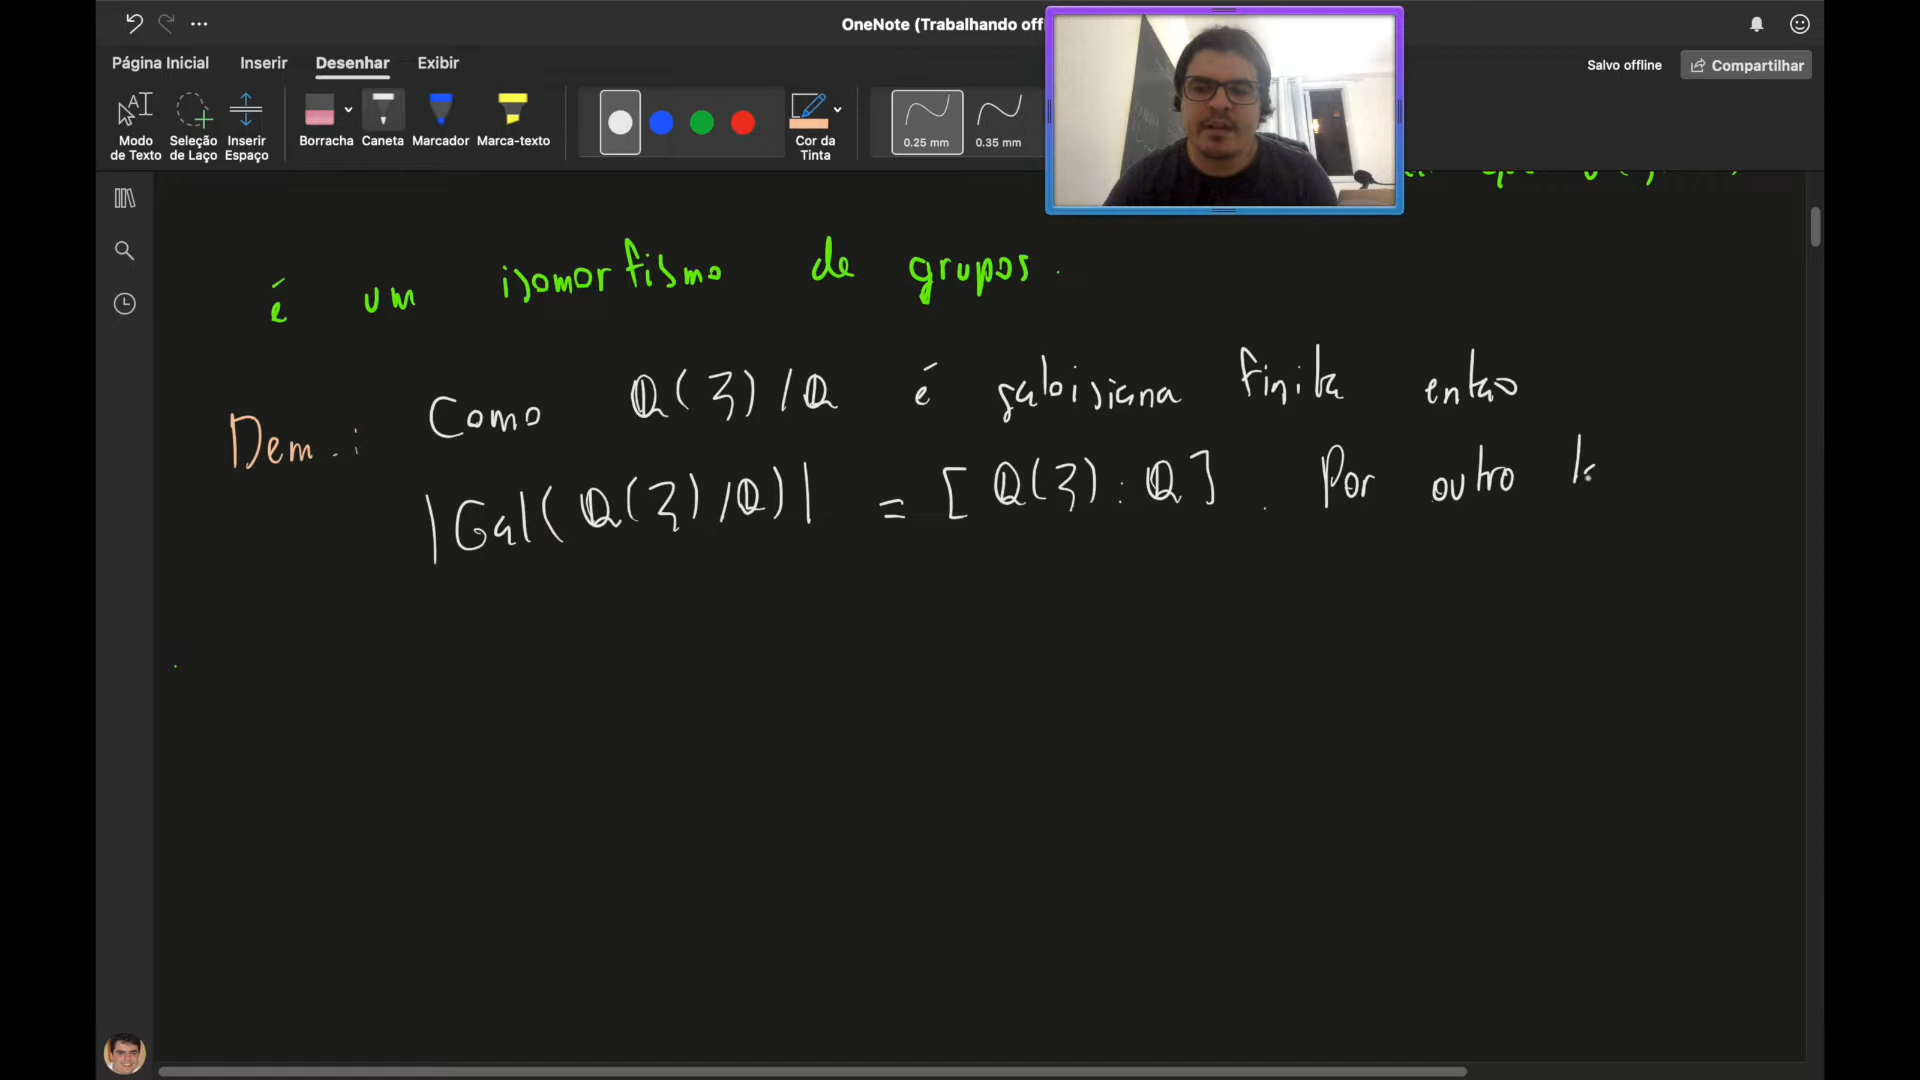 OneNote (Trabalhando off
Página Inicial Inserir Desenhar Exibir
Salvo offline Compartilhar
Modo de Texto Seleção de Laço Inserir Espaço Borracha Caneta Marcador Marca-texto Cor da Tinta 0.25 mm 0.35 mm
é um isomorfismo de grupos.
Dem.: Como ℚ(ζ)/ℚ é galoisiana finita então
|Gal(ℚ(ζ)/ℚ)| = [ℚ(ζ):ℚ]. Por outro